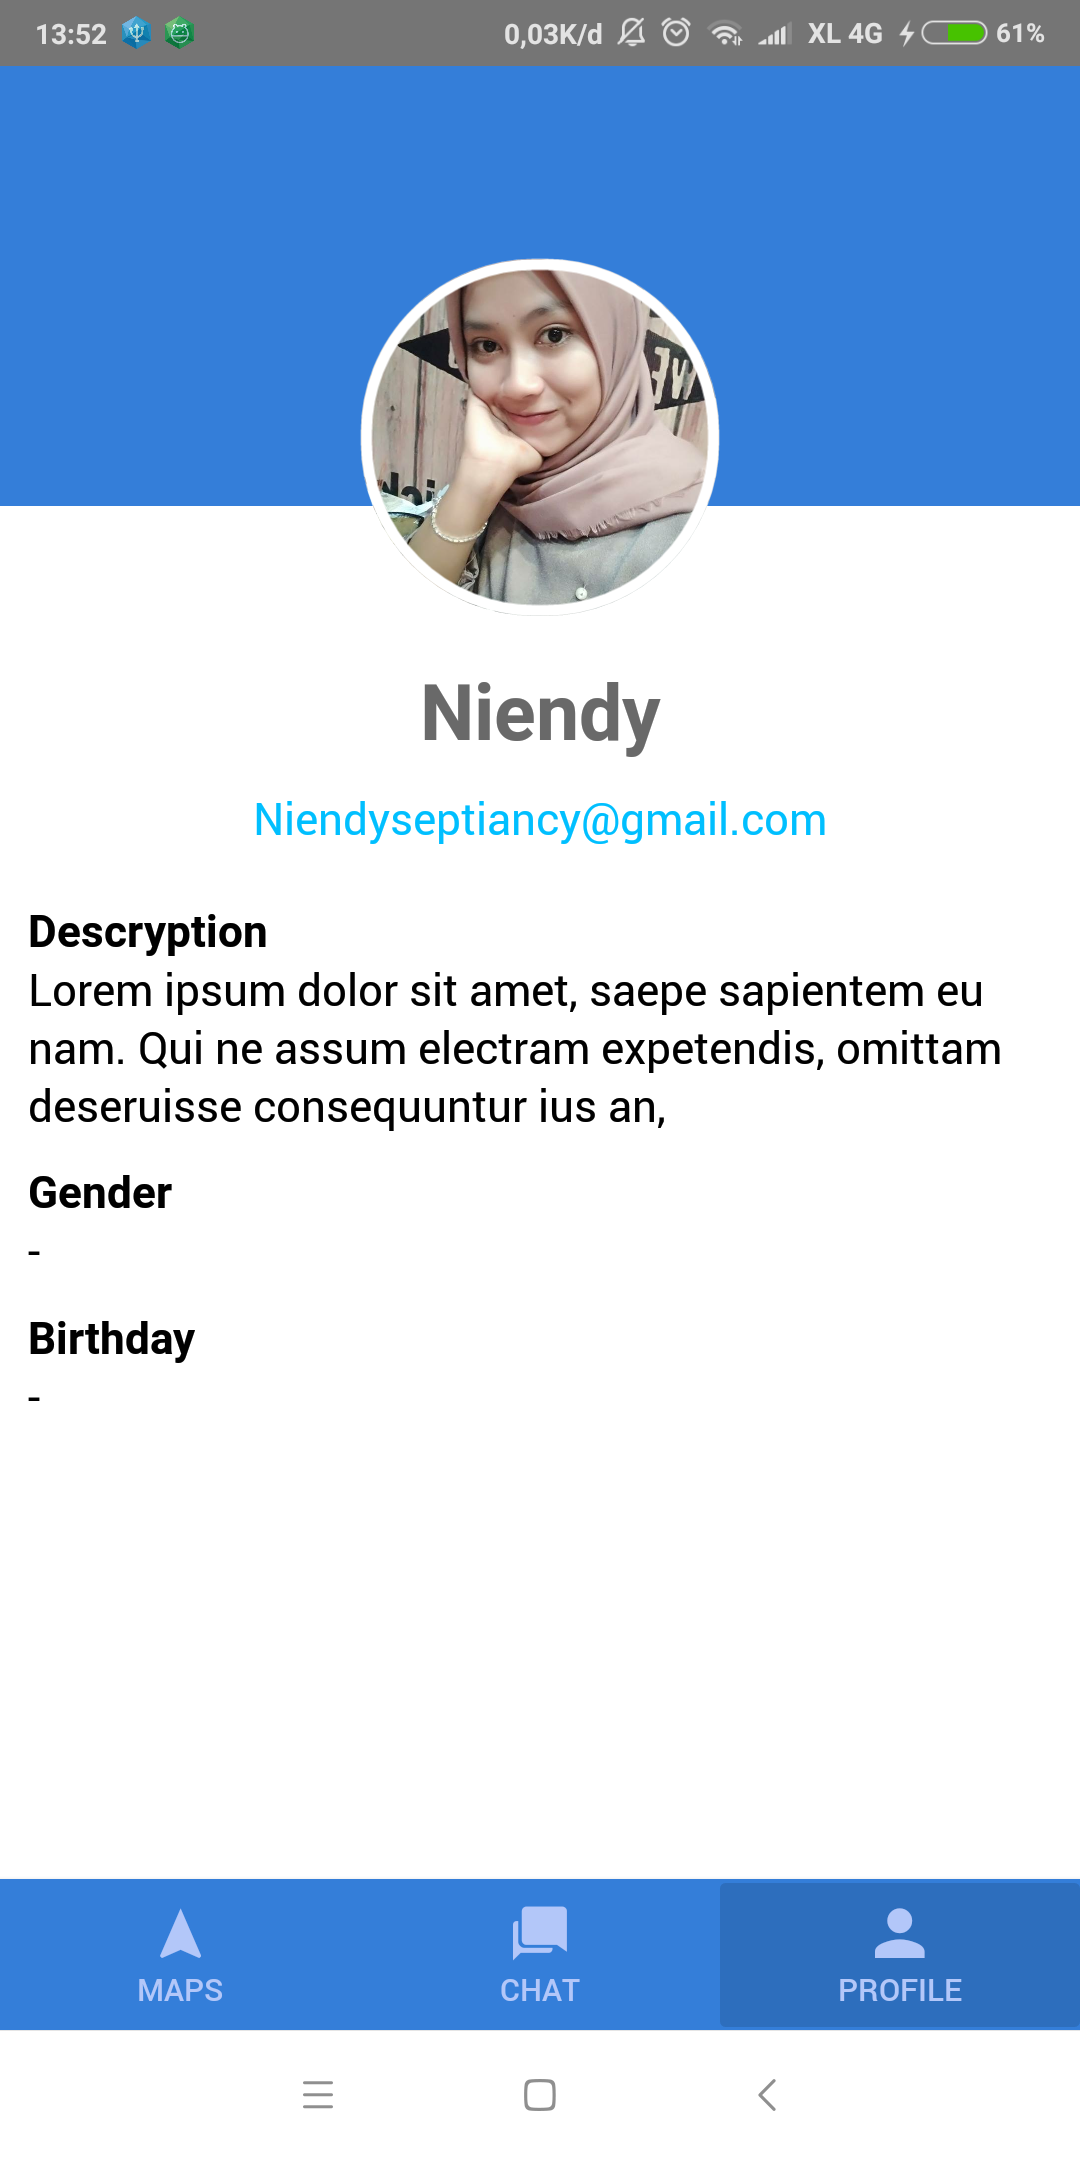 13:52 0,03K/d XL 4G 61%
Niendy
Niendyseptiancy@gmail.com
Descryption
Lorem ipsum dolor sit amet, saepe sapientem eu
nam. Qui ne assum electram expetendis, omittam
deseruisse consequuntur ius an,
Gender
-
Birthday
-
MAPS CHAT PROFILE